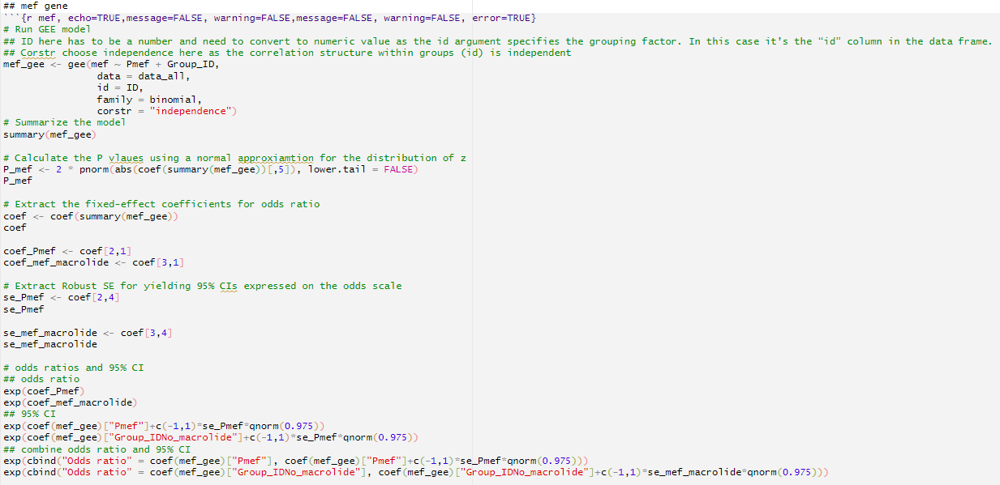 ## mef gene
```{r mef, echo=TRUE,message=FALSE, warning=FALSE,message=FALSE, warning=FALSE, error=TRUE}
# Run GEE model
## ID here has to be a number and need to convert to numeric value as the id argument specifies the grouping factor. In this case it’s the “id” column in the data frame.
## Corstr choose independence here as the correlation structure within groups (id) is independent
mef_gee <- gee(mef ~ Pmef + Group_ID,
data = data_all,
id = ID,
family = binomial,
corstr = "independence")
# Summarize the model
summary(mef_gee)
# Calculate the P vlaues using a normal approxiamtion for the distribution of z
P_mef <- 2 * pnorm(abs(coef(summary(mef_gee))[,5]), lower.tail = FALSE)
P_mef
# Extract the fixed-effect coefficients for odds ratio
coef <- coef(summary(mef_gee))
coef
coef_Pmef <- coef[2,1]
coef_mef_macrolide <- coef[3,1]
# Extract Robust SE for yielding 95% CIs expressed on the odds scale
se_Pmef <- coef[2,4]
se_Pmef
se_mef_macrolide <- coef[3,4]
se_mef_macrolide
# odds ratios and 95% CI
## odds ratio
exp(coef_Pmef)
exp(coef_mef_macrolide)
## 95% CI
exp(coef(mef_gee)["Pmef"]+c(-1,1)*se_Pmef*qnorm(0.975))
exp(coef(mef_gee)["Group_IDNo_macrolide"]+c(-1,1)*se_Pmef*qnorm(0.975))
## combine odds ratio and 95% CI
exp(cbind("Odds ratio" = coef(mef_gee)["Pmef"], coef(mef_gee)["Pmef"]+c(-1,1)*se_Pmef*qnorm(0.975)))
exp(cbind("Odds ratio" = coef(mef_gee)["Group_IDNo_macrolide"], coef(mef_gee)["Group_IDNo_macrolide"]+c(-1,1)*se_mef_macrolide*qnorm(0.975)))